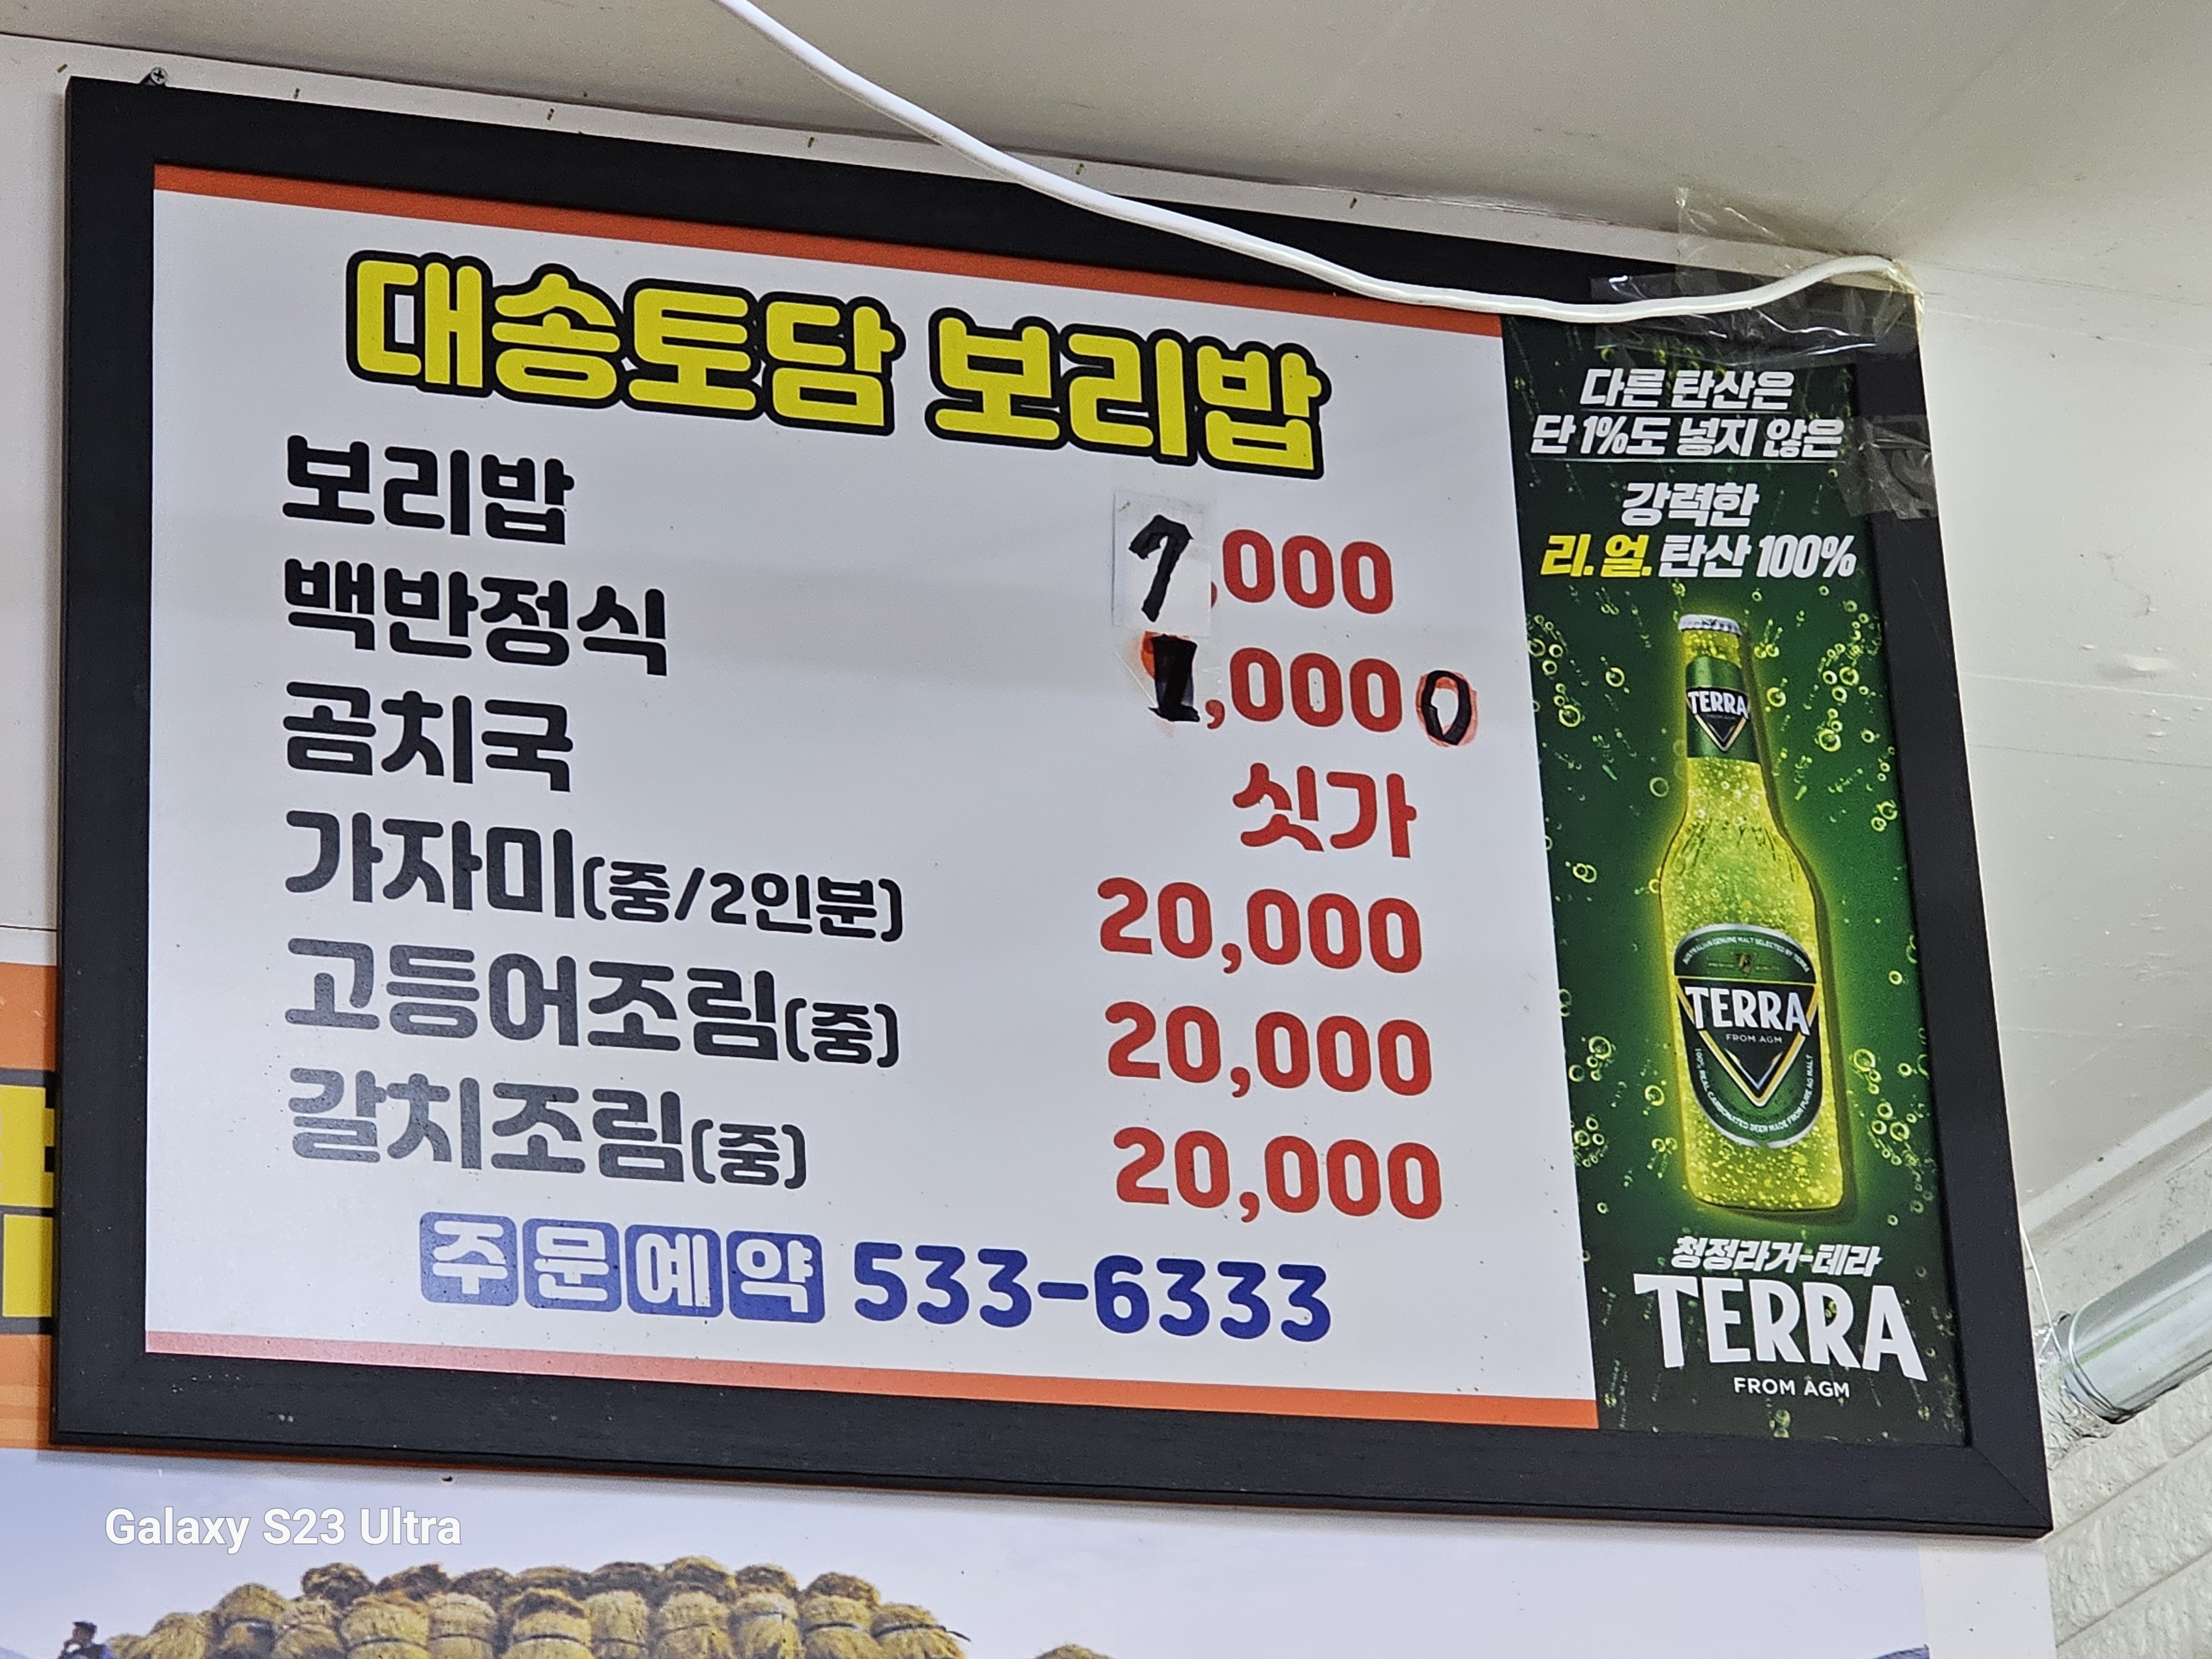 대송토담 보리밥
보리밥 7,000
백반정식 1,0000
곰치국 싯가
가자미(중/2인분) 20,000
고등어조림(중) 20,000
갈치조림(중) 20,000
주문예약 533-6333
다른 탄산은
단 1%도 넣지 않은
강력한
리.얼.탄산 100%
TERRA
TERRA
FROM AGM
청정라거-테라
TERRA
FROM AGM
Galaxy S23 Ultra